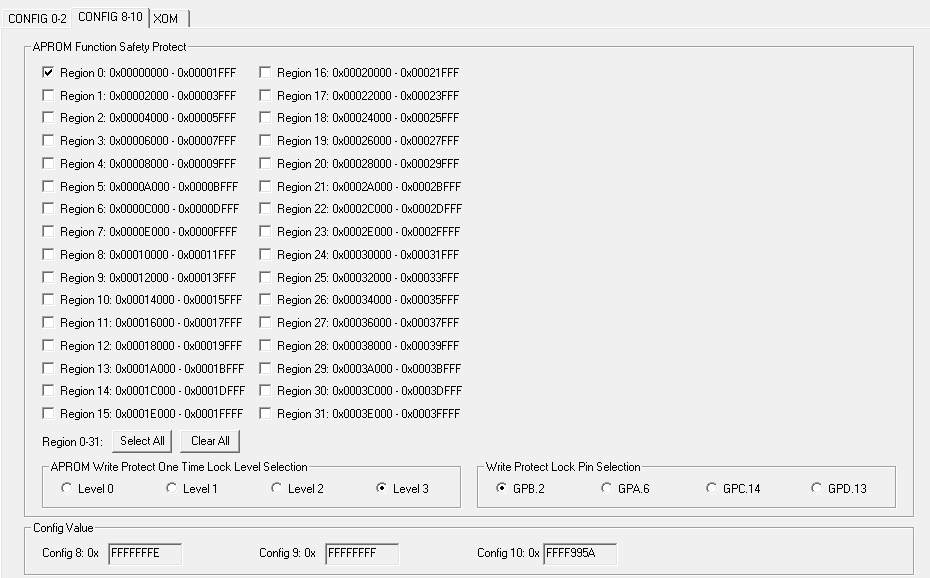 CONFIG 0-2 CONFIG 8-10 XOM
APROM Function Safety Protect
Region 0: 0x00000000 - 0x00001FFF Region 16: 0x00020000 - 0x00021FFF
Region 1: 0x00002000 - 0x00003FFF Region 17: 0x00022000 - 0x00023FFF
Region 2: 0x00004000 - 0x00005FFF Region 18: 0x00024000 - 0x00025FFF
Region 3: 0x00006000 - 0x00007FFF Region 19: 0x00026000 - 0x00027FFF
Region 4: 0x00008000 - 0x00009FFF Region 20: 0x00028000 - 0x00029FFF
Region 5: 0x0000A000 - 0x0000BFFF Region 21: 0x0002A000 - 0x0002BFFF
Region 6: 0x0000C000 - 0x0000DFFF Region 22: 0x0002C000 - 0x0002DFFF
Region 7: 0x0000E000 - 0x0000FFFF Region 23: 0x0002E000 - 0x0002FFFF
Region 8: 0x00010000 - 0x00011FFF Region 24: 0x00030000 - 0x00031FFF
Region 9: 0x00012000 - 0x00013FFF Region 25: 0x00032000 - 0x00033FFF
Region 10: 0x00014000 - 0x00015FFF Region 26: 0x00034000 - 0x00035FFF
Region 11: 0x00016000 - 0x00017FFF Region 27: 0x00036000 - 0x00037FFF
Region 12: 0x00018000 - 0x00019FFF Region 28: 0x00038000 - 0x00039FFF
Region 13: 0x0001A000 - 0x0001BFFF Region 29: 0x0003A000 - 0x0003BFFF
Region 14: 0x0001C000 - 0x0001DFFF Region 30: 0x0003C000 - 0x0003DFFF
Region 15: 0x0001E000 - 0x0001FFFF Region 31: 0x0003E000 - 0x0003FFFF
Region 0-31: Select All Clear All
APROM Write Protect One Time Lock Level Selection Write Protect Lock Pin Selection
Level 0 Level 1 Level 2 Level 3 GPB.2 GPA.6 GPC.14 GPD.13
Config Value
Config 8: 0x FFFFFFFE Config 9: 0x FFFFFFFF Config 10: 0x FFFF995A